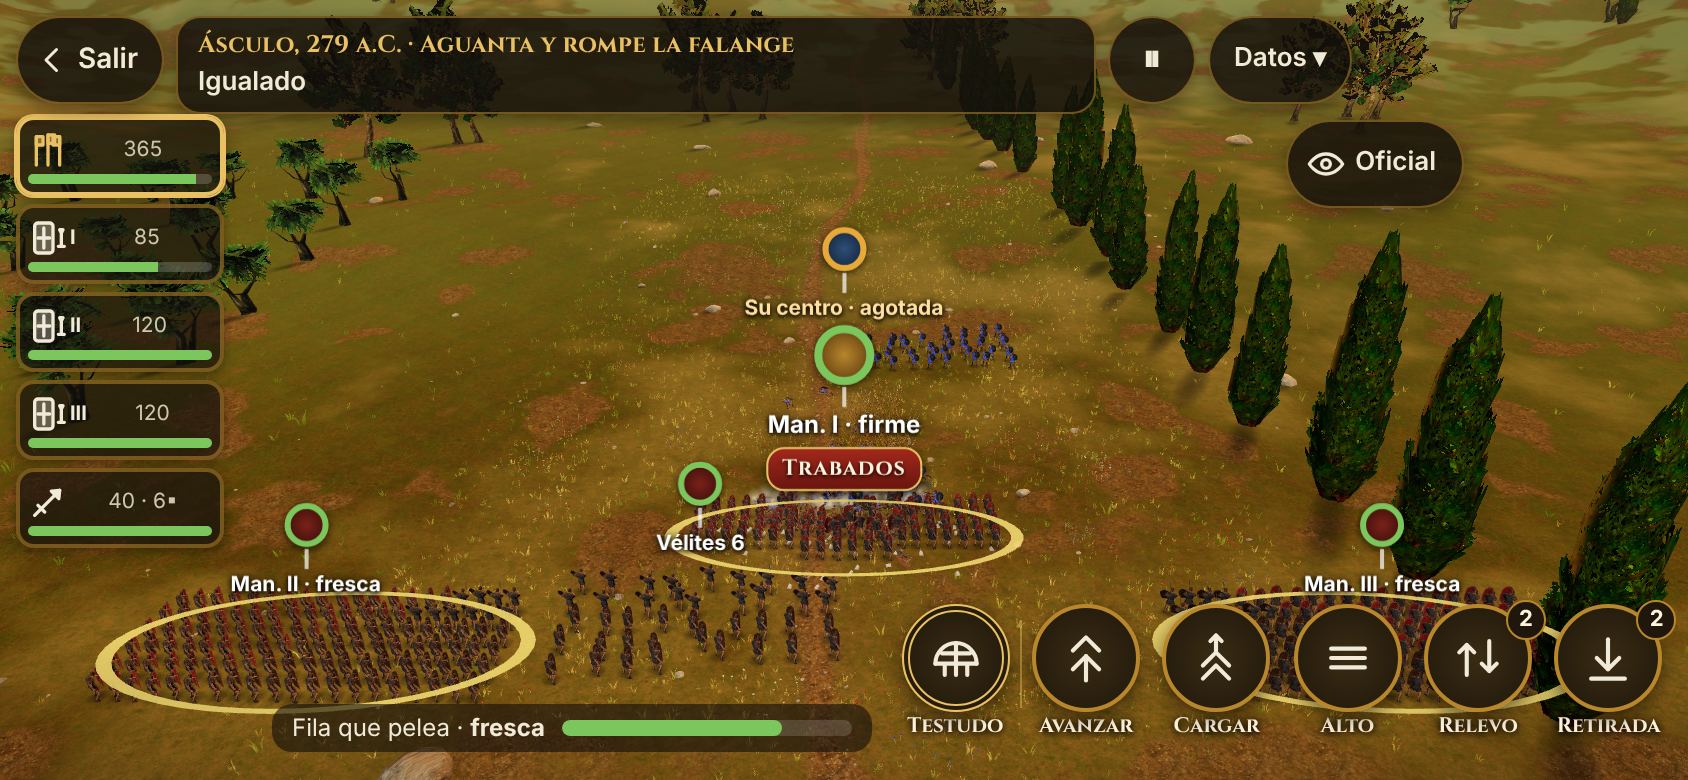 Salir
Ásculo, 279 a.C. · Aguanta y rompe la falange
Igualado
Datos ▾
Oficial
365
I 85
II 120
III 120
40 · 6
Su centro · agotada
Man. I · firme
Trabados
Vélites 6
Man. II · fresca
Man. III · fresca
2
2
Testudo
Avanzar
Cargar
Alto
Relevo
Retirada
Fila que pelea · fresca